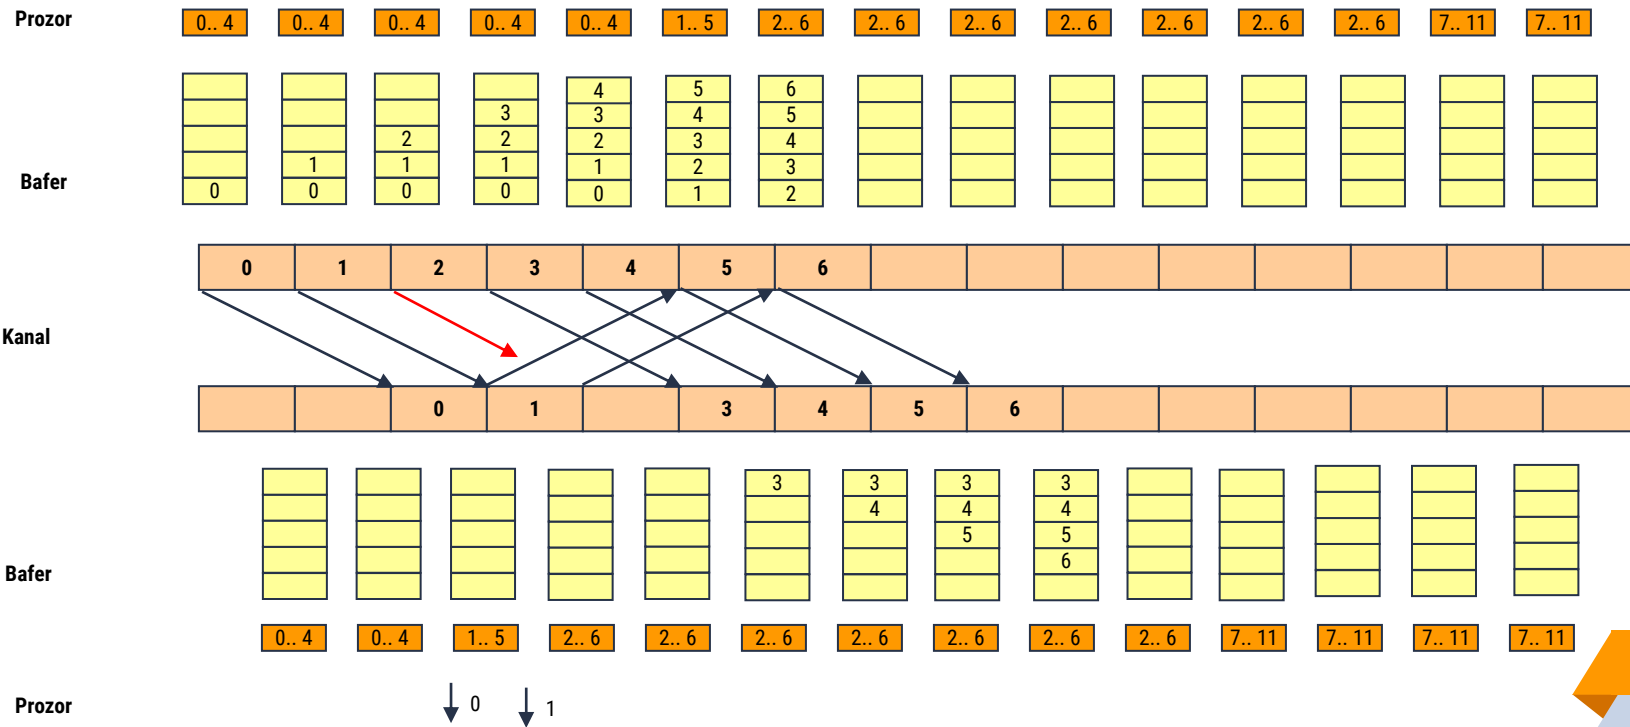 Prozor 0.. 4 0.. 4 0.. 4 0.. 4 0.. 4 1.. 5 2.. 6 2.. 6 2.. 6 2.. 6 2.. 6 2.. 6 2.. 6 7.. 11 7.. 11
4 5 6
3 3 4 5
2 2 2 3 4
1 1 1 1 2 3
Bafer 0 0 0 0 0 1 2
0 1 2 3 4 5 6
Kanal
0 1 3 4 5 6
3 3 3 3
4 4 4
5 5
Bafer 6
0.. 4 0.. 4 1.. 5 2.. 6 2.. 6 2.. 6 2.. 6 2.. 6 2.. 6 2.. 6 7.. 11 7.. 11 7.. 11 7.. 11
Prozor 0 1